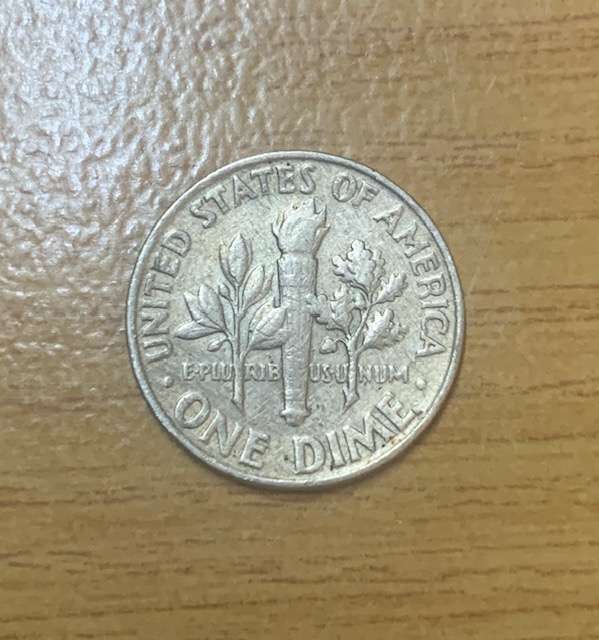 UNITED STATES OF AMERICA
E·PLURIBUS·UNUM
· ONE DIME ·